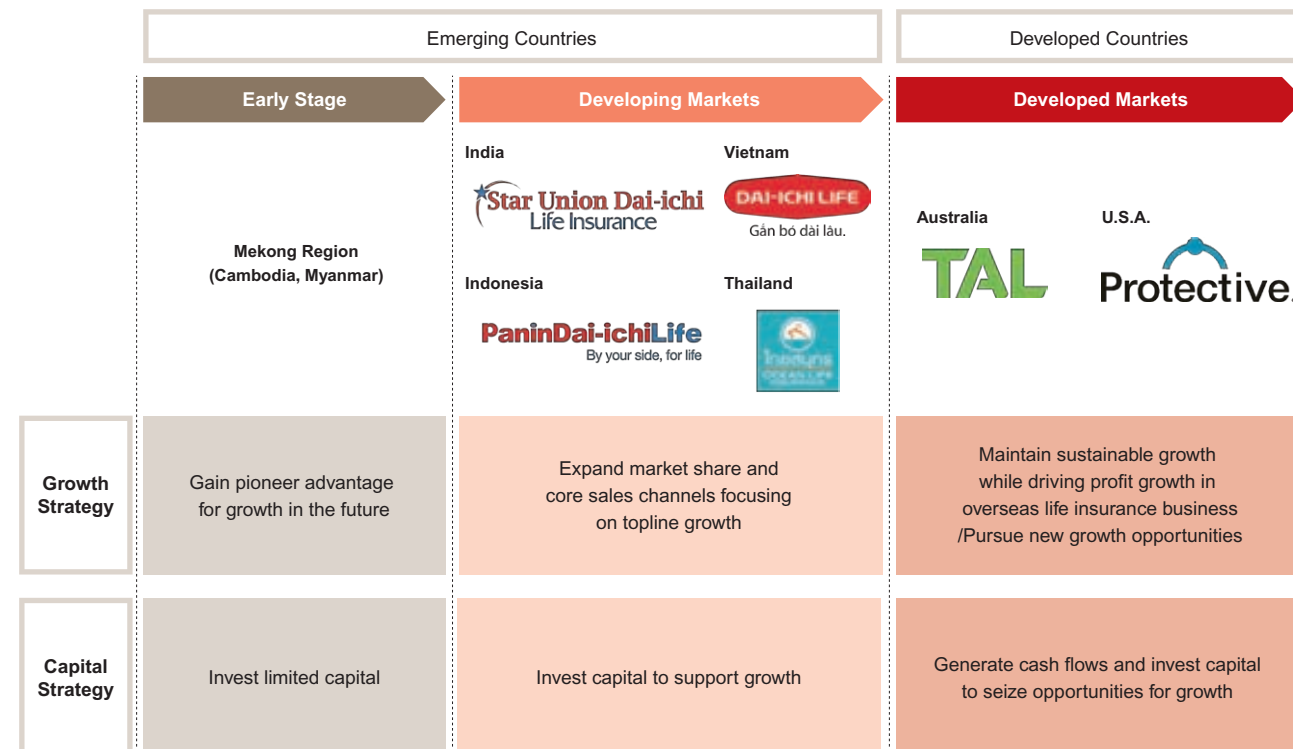 Emerging Countries
Developed Countries
Early Stage
Developing Markets
Developed Markets
Mekong Region
(Cambodia, Myanmar)
India
Star Union Dai-ichi
Life Insurance
Vietnam
DAI-ICHI LIFE
Gắn bó dài lâu.
Indonesia
PaninDai-ichiLife
By your side, for life
Thailand
OCEAN LIFE
Australia
TAL
U.S.A.
Protective.
Growth
Strategy
Gain pioneer advantage
for growth in the future
Expand market share and
core sales channels focusing
on topline growth
Maintain sustainable growth
while driving profit growth in
overseas life insurance business
/Pursue new growth opportunities
Capital
Strategy
Invest limited capital
Invest capital to support growth
Generate cash flows and invest capital
to seize opportunities for growth